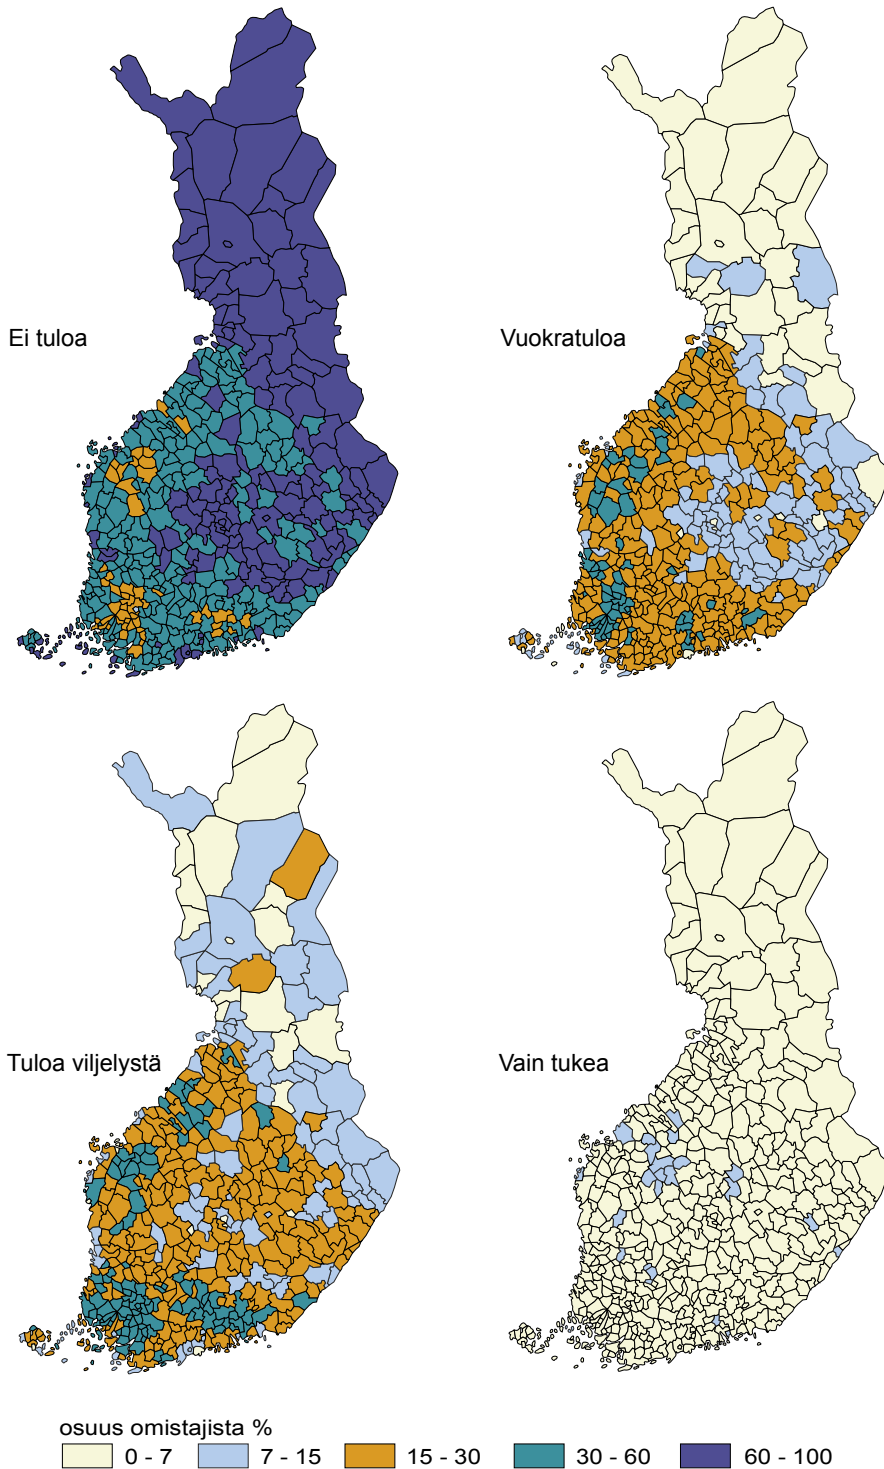 Ei tuloa
Vuokratuloa
Tuloa viljelystä
Vain tukea
osuus omistajista %
0 - 7
7 - 15
15 - 30
30 - 60
60 - 100